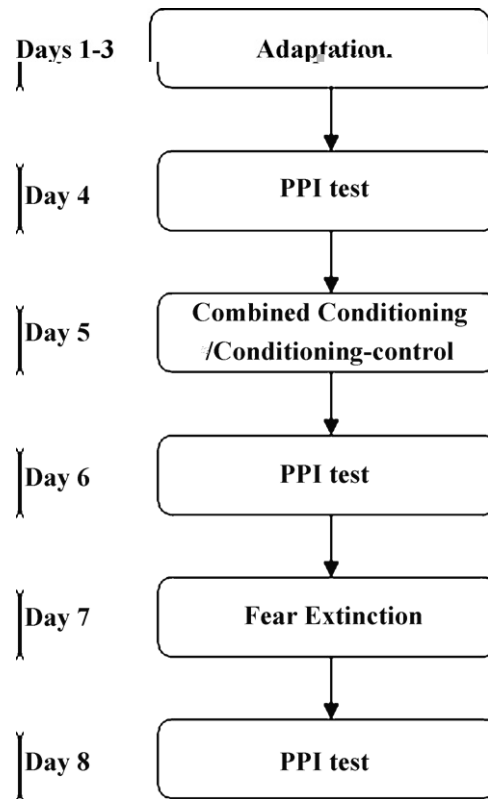 Days 1-3
Adaptation.
Day 4
PPI test
Day 5
Combined Conditioning
/Conditioning-control
Day 6
PPI test
Day 7
Fear Extinction
Day 8
PPI test